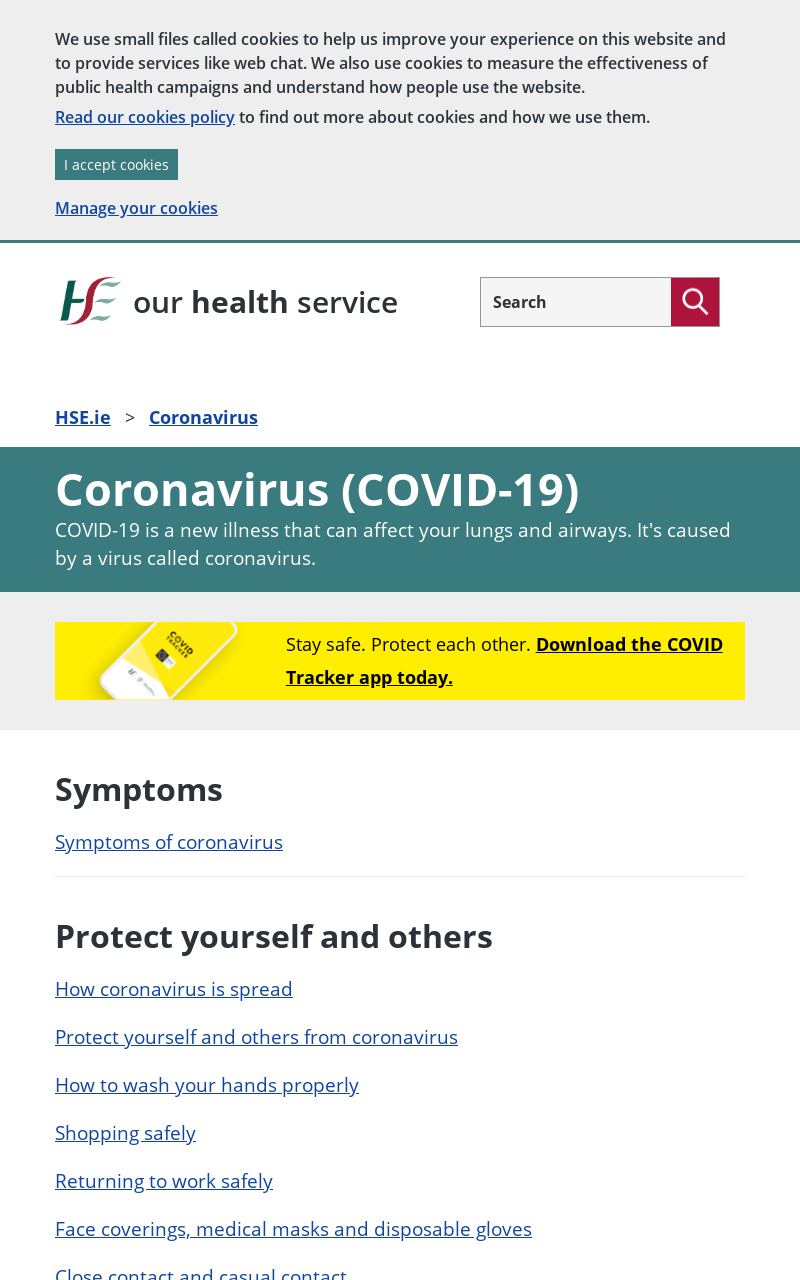 We use small files called cookies to help us improve your experience on this website and
to provide services like web chat. We also use cookies to measure the effectiveness of
public health campaigns and understand how people use the website.
Read our cookies policy to find out more about cookies and how we use them.
I accept cookies
Manage your cookies
HSE our health service
Search
HSE.ie > Coronavirus
Coronavirus (COVID-19)
COVID-19 is a new illness that can affect your lungs and airways. It's caused
by a virus called coronavirus.
COVID
TRACKER
Stay safe. Protect each other. Download the COVID
Tracker app today.
Symptoms
Symptoms of coronavirus
Protect yourself and others
How coronavirus is spread
Protect yourself and others from coronavirus
How to wash your hands properly
Shopping safely
Returning to work safely
Face coverings, medical masks and disposable gloves
Close contact and casual contact